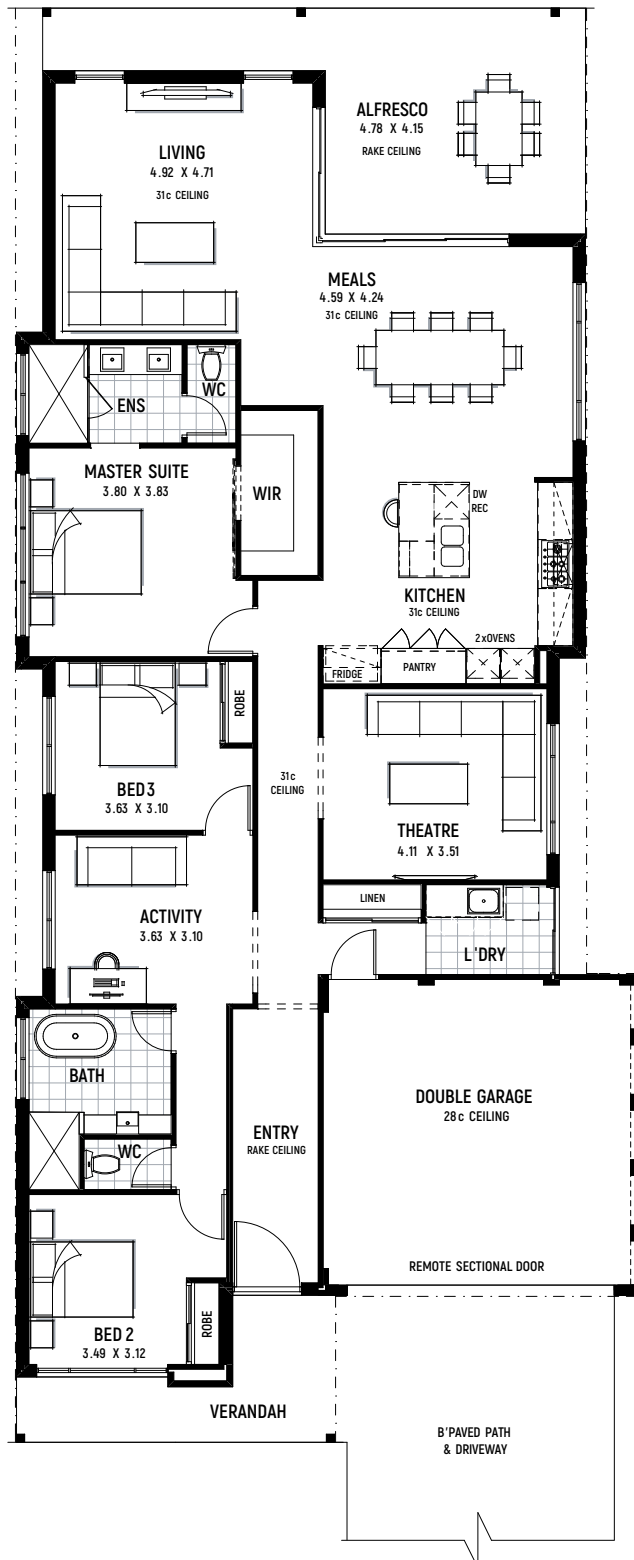 ALFRESCO
4.78 X 4.15
RAKE CEILING
LIVING
4.92 X 4.71
31c CEILING
MEALS
4.59 X 4.24
31c CEILING
WC
ENS
MASTER SUITE
3.80 X 3.83
WIR
DW
REC
KITCHEN
31c CEILING
2xOVENS
FRIDGE
PANTRY
ROBE
BED 3
3.63 X 3.10
31c
CEILING
THEATRE
4.11 X 3.51
LINEN
ACTIVITY
3.63 X 3.10
L'DRY
BATH
DOUBLE GARAGE
28c CEILING
ENTRY
RAKE CEILING
WC
REMOTE SECTIONAL DOOR
ROBE
BED 2
3.49 X 3.12
VERANDAH
B'PAVED PATH
& DRIVEWAY